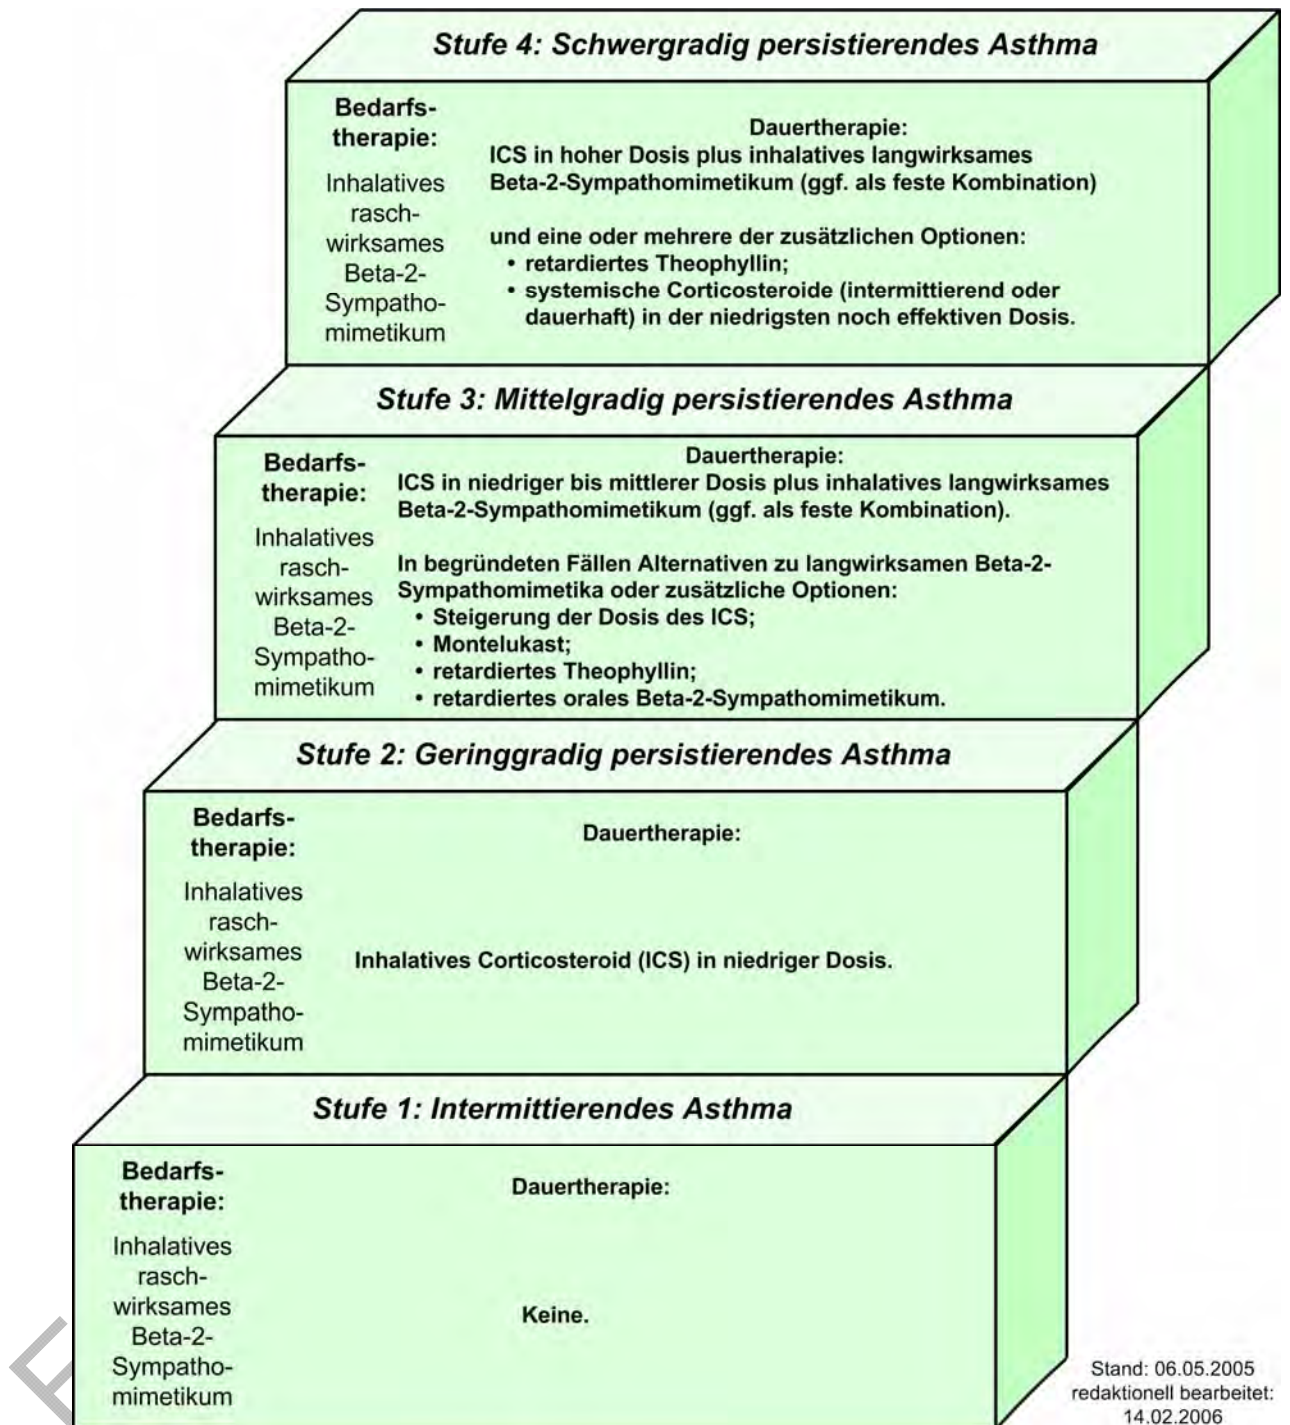 Stufe 4: Schwergradig persistierendes Asthma
Bedarfs-
therapie:
Inhalatives
rasch-
wirksames
Beta-2-
Sympatho-
mimetikum
Dauertherapie:
ICS in hoher Dosis plus inhalatives langwirksames
Beta-2-Sympathomimetikum (ggf. als feste Kombination)
und eine oder mehrere der zusätzlichen Optionen:
• retardiertes Theophyllin;
• systemische Corticosteroide (intermittierend oder
dauerhaft) in der niedrigsten noch effektiven Dosis.
Stufe 3: Mittelgradig persistierendes Asthma
Bedarfs-
therapie:
Inhalatives
rasch-
wirksames
Beta-2-
Sympatho-
mimetikum
Dauertherapie:
ICS in niedriger bis mittlerer Dosis plus inhalatives langwirksames
Beta-2-Sympathomimetikum (ggf. als feste Kombination).
In begründeten Fällen Alternativen zu langwirksamen Beta-2-
Sympathomimetika oder zusätzliche Optionen:
• Steigerung der Dosis des ICS;
• Montelukast;
• retardiertes Theophyllin;
• retardiertes orales Beta-2-Sympathomimetikum.
Stufe 2: Geringgradig persistierendes Asthma
Bedarfs-
therapie:
Inhalatives
rasch-
wirksames
Beta-2-
Sympatho-
mimetikum
Dauertherapie:
Inhalatives Corticosteroid (ICS) in niedriger Dosis.
Stufe 1: Intermittierendes Asthma
Bedarfs-
therapie:
Inhalatives
rasch-
wirksames
Beta-2-
Sympatho-
mimetikum
Dauertherapie:
Keine.
Stand: 06.05.2005
redaktionell bearbeitet:
14.02.2006